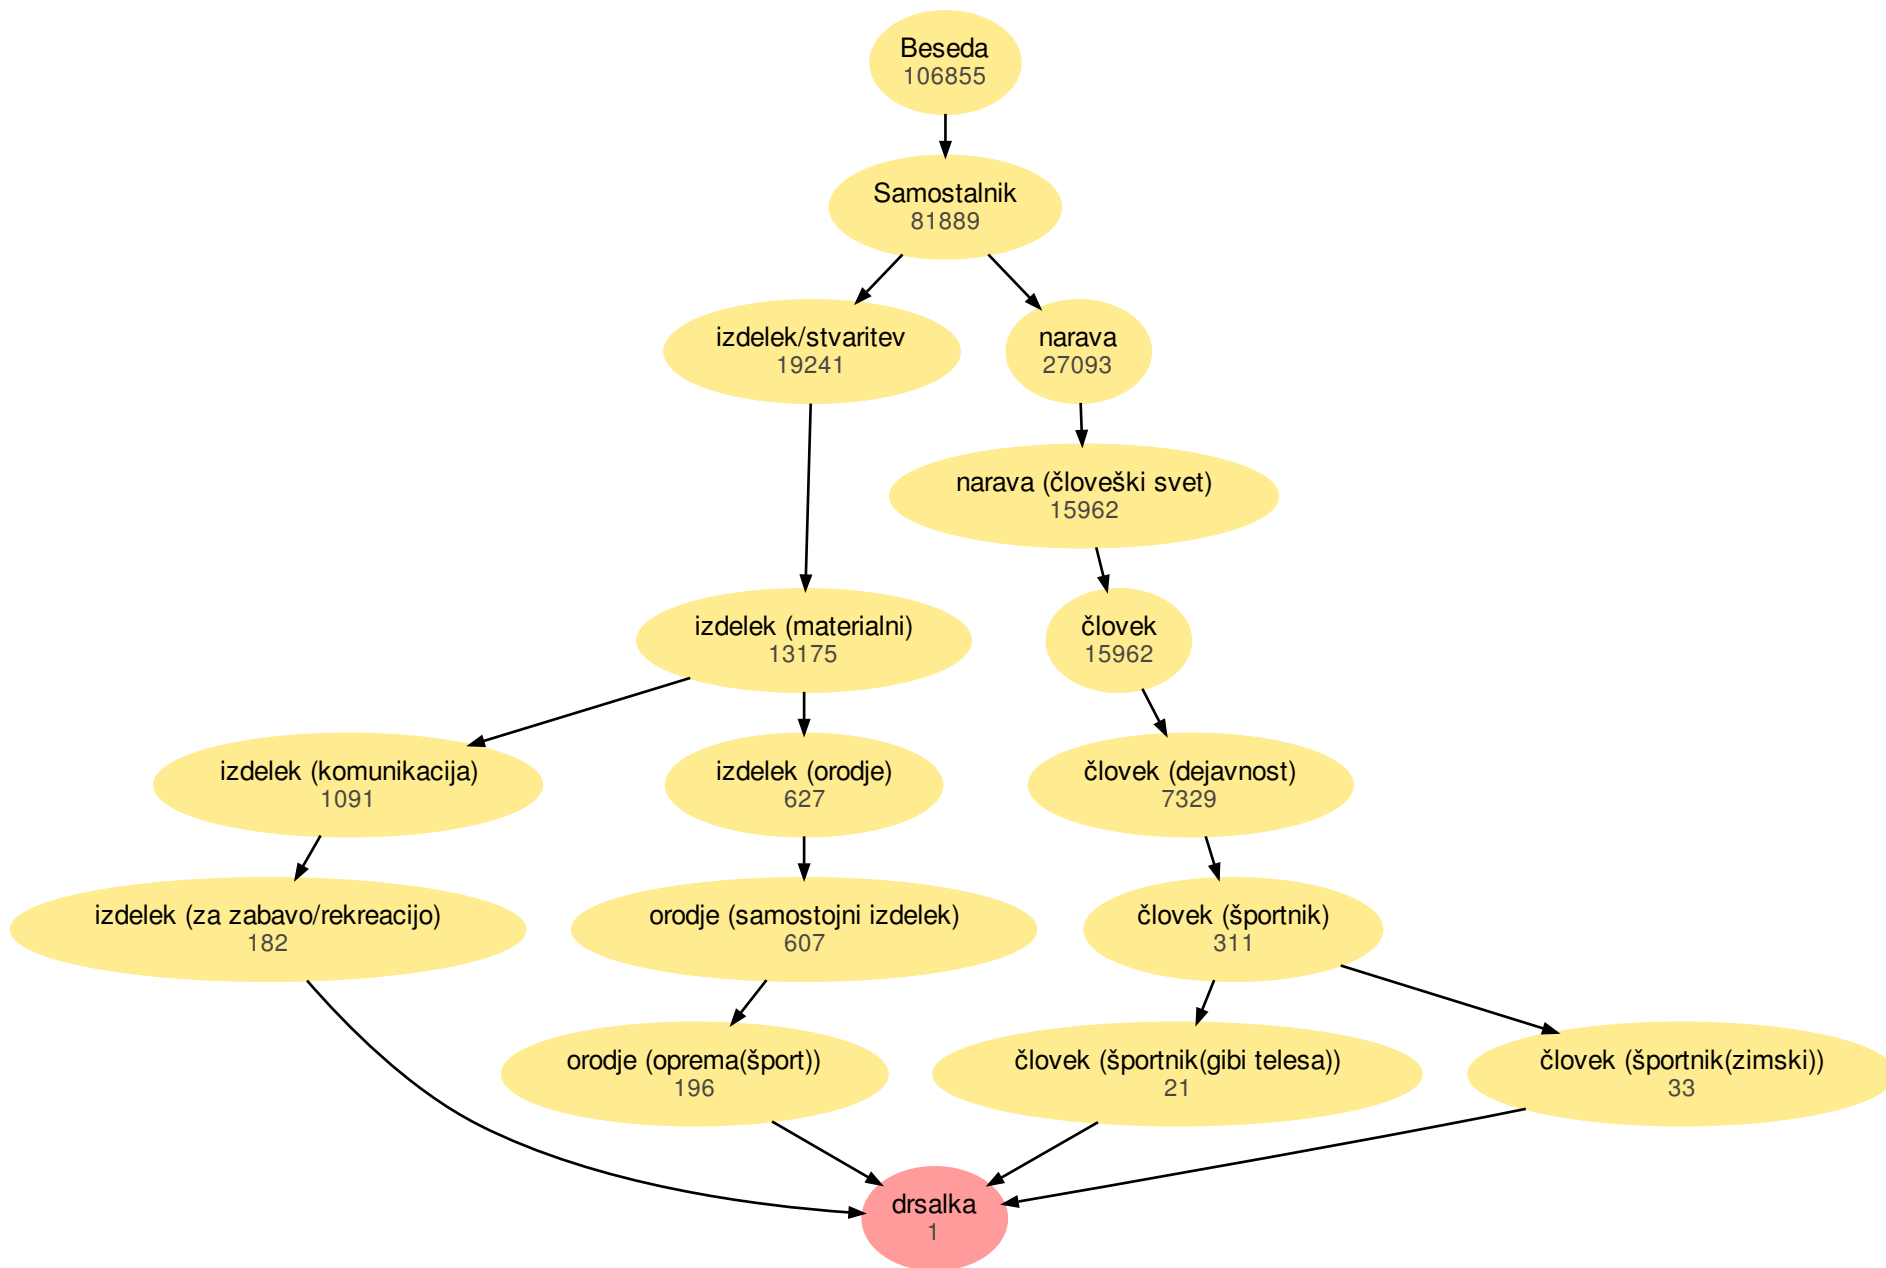 Beseda
106855
Samostalnik
81889
izdelek/stvaritev
19241
narava
27093
narava (človeški svet)
15962
izdelek (materialni)
13175
človek
15962
izdelek (komunikacija)
1091
izdelek (orodje)
627
človek (dejavnost)
7329
izdelek (za zabavo/rekreacijo)
182
orodje (samostojni izdelek)
607
človek (športnik)
311
orodje (oprema(šport))
196
človek (športnik(gibi telesa))
21
človek (športnik(zimski))
33
drsalka
1